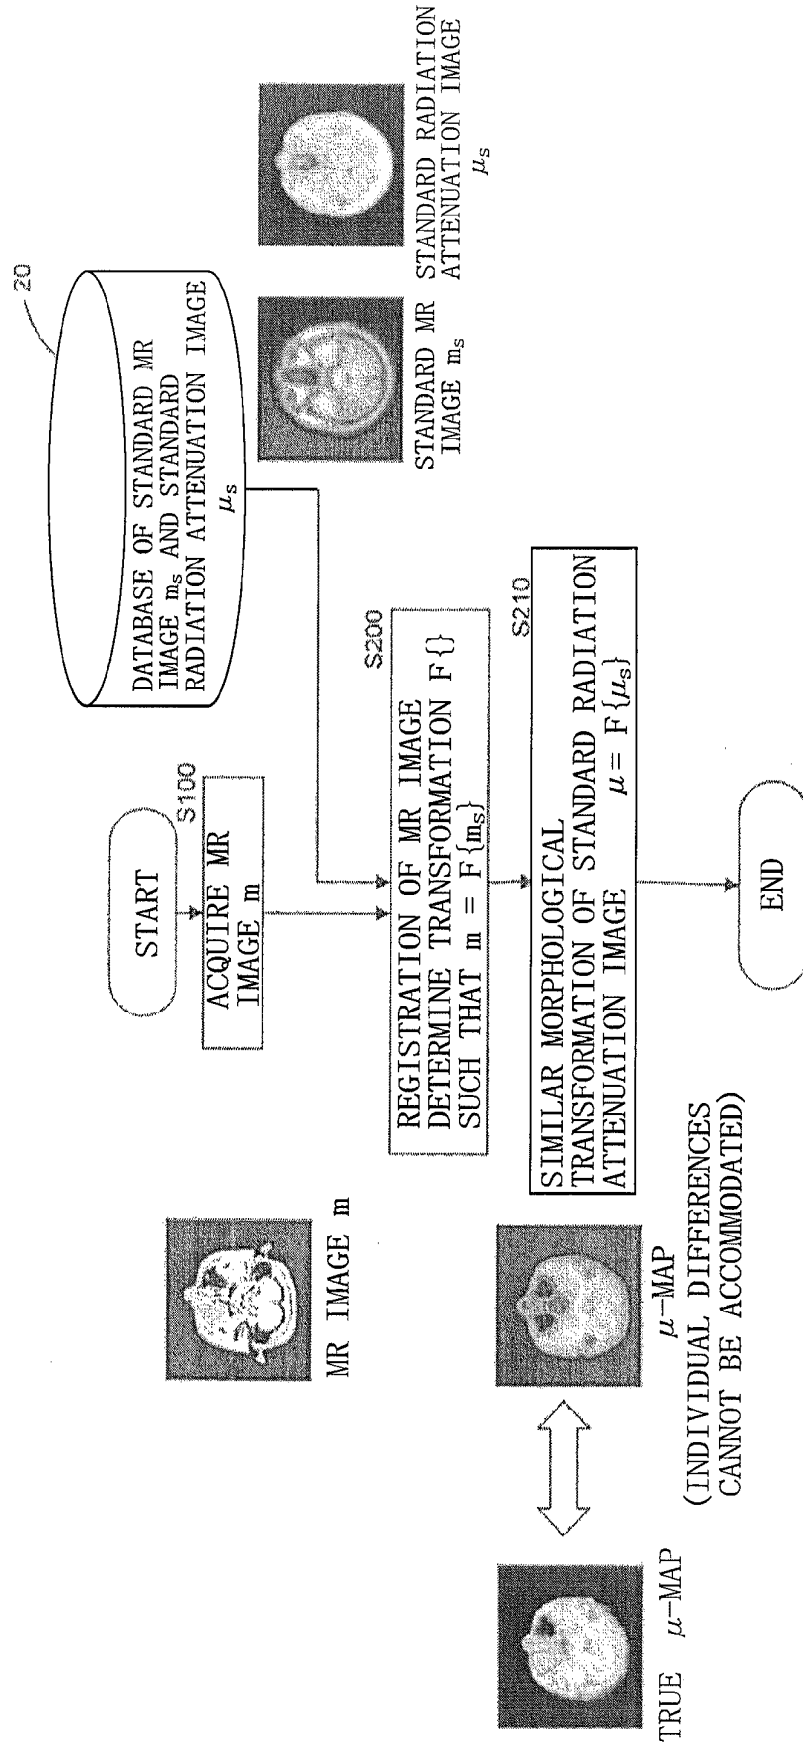 START
S100
ACQUIRE MR
IMAGE m
20
DATABASE OF STANDARD MR
IMAGE ms AND STANDARD
RADIATION ATTENUATION IMAGE
μs
STANDARD MR
IMAGE ms
STANDARD RADIATION
ATTENUATION IMAGE
μs
MR IMAGE m
S200
REGISTRATION OF MR IMAGE
DETERMINE TRANSFORMATION F{}
SUCH THAT m = F{ms}
S210
SIMILAR MORPHOLOGICAL
TRANSFORMATION OF STANDARD RADIATION
ATTENUATION IMAGE μ = F{μs}
END
TRUE μ-MAP
μ-MAP
(INDIVIDUAL DIFFERENCES
CANNOT BE ACCOMMODATED)